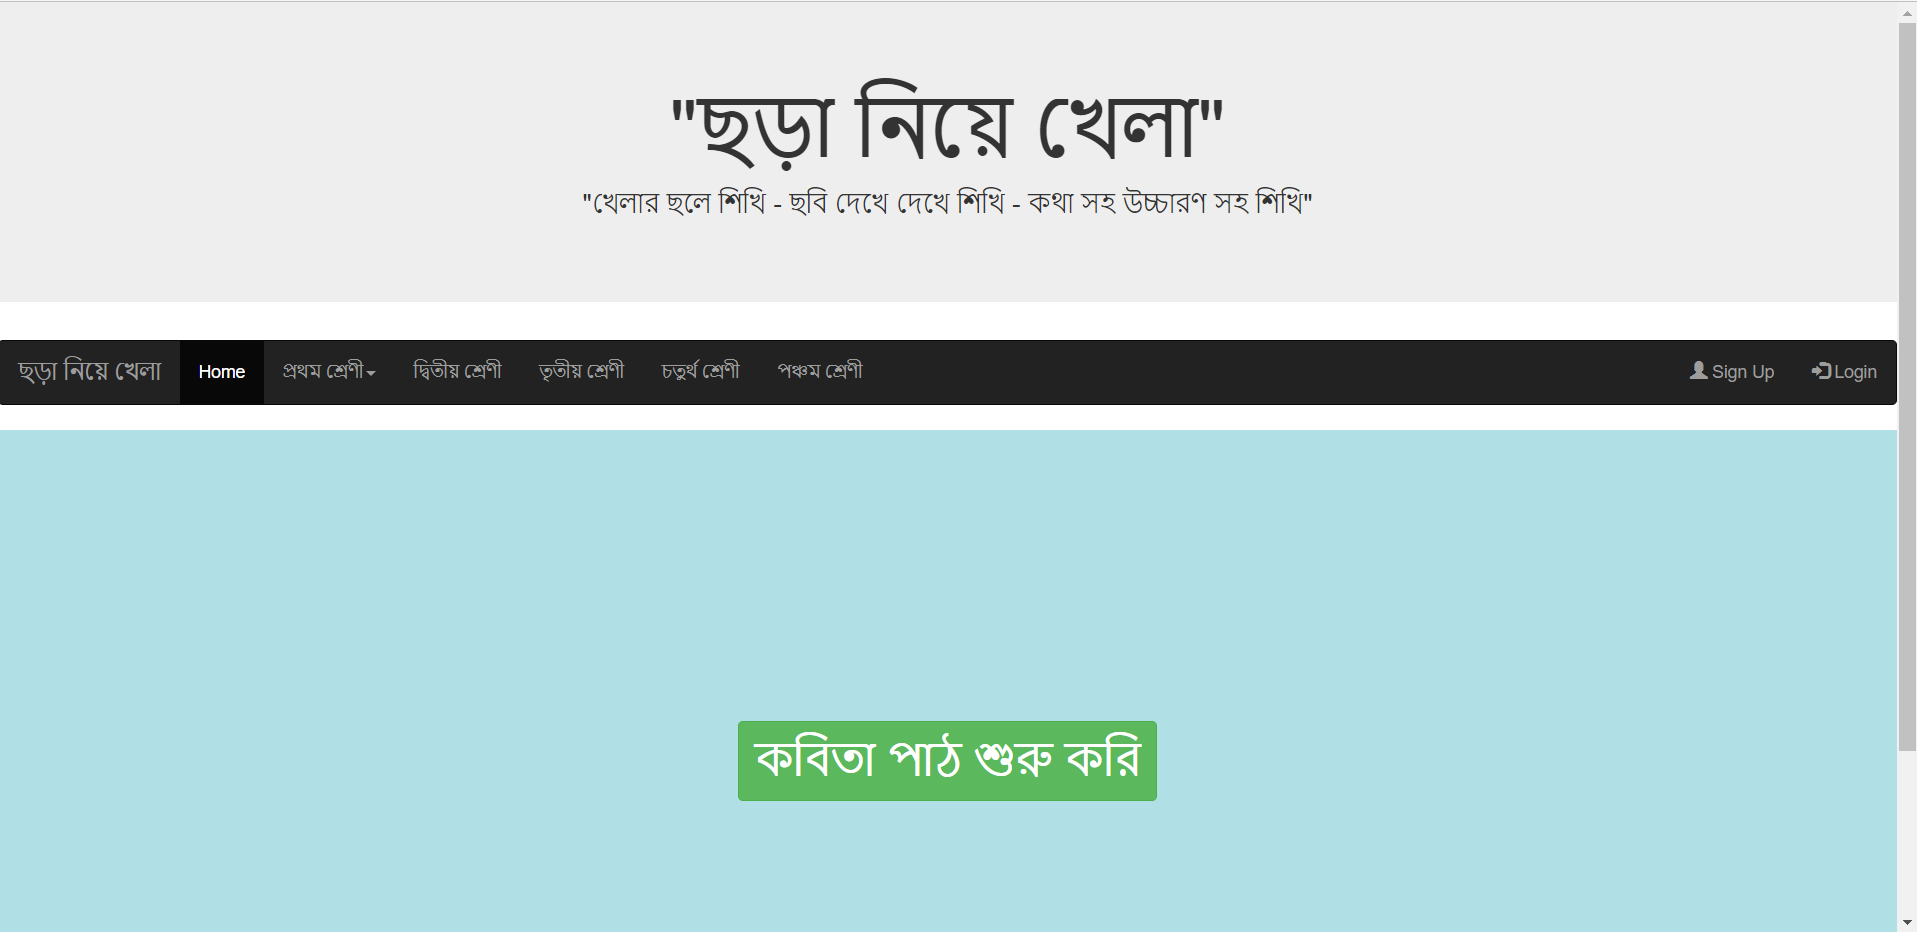 "ছড়া নিয়ে খেলা"
"খেলার ছলে শিখি - ছবি দেখে দেখে শিখি - কথা সহ উচ্চারণ সহ শিখি"
ছড়া নিয়ে খেলা Home প্রথম শ্রেণী দ্বিতীয় শ্রেণী তৃতীয় শ্রেণী চতুর্থ শ্রেণী পঞ্চম শ্রেণী Sign Up Login
কবিতা পাঠ শুরু করি